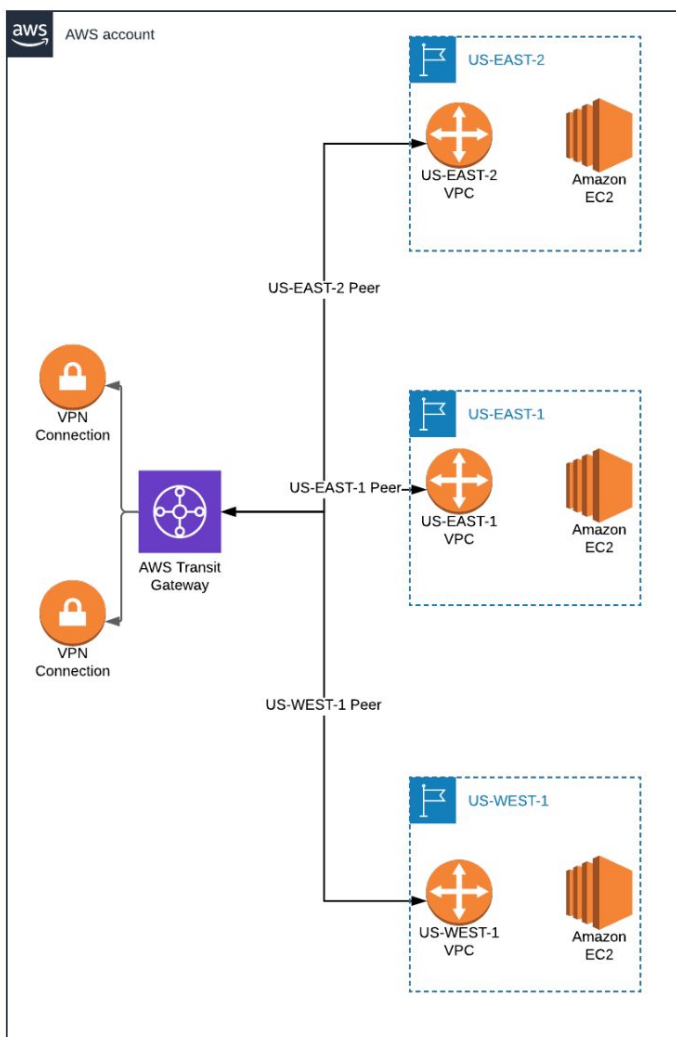 aws
AWS account
US-EAST-2
US-EAST-2
VPC
Amazon
EC2
US-EAST-2 Peer
VPN
Connection
US-EAST-1
US-EAST-1 Peer
US-EAST-1
VPC
Amazon
EC2
AWS Transit
Gateway
VPN
Connection
US-WEST-1 Peer
US-WEST-1
US-WEST-1
VPC
Amazon
EC2